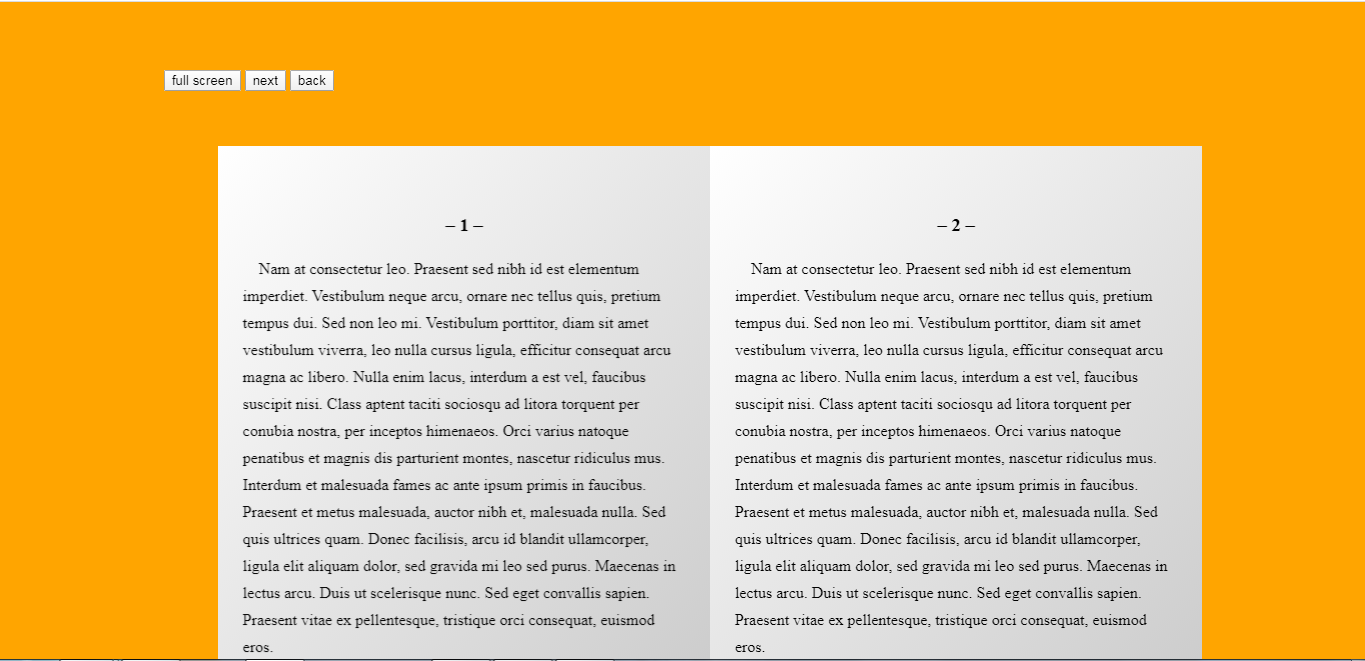 full screen next back
– 1 –
Nam at consectetur leo. Praesent sed nibh id est elementum
imperdiet. Vestibulum neque arcu, ornare nec tellus quis, pretium
tempus dui. Sed non leo mi. Vestibulum porttitor, diam sit amet
vestibulum viverra, leo nulla cursus ligula, efficitur consequat arcu
magna ac libero. Nulla enim lacus, interdum a est vel, faucibus
suscipit nisi. Class aptent taciti sociosqu ad litora torquent per
conubia nostra, per inceptos himenaeos. Orci varius natoque
penatibus et magnis dis parturient montes, nascetur ridiculus mus.
Interdum et malesuada fames ac ante ipsum primis in faucibus.
Praesent et metus malesuada, auctor nibh et, malesuada nulla. Sed
quis ultrices quam. Donec facilisis, arcu id blandit ullamcorper,
ligula elit aliquam dolor, sed gravida mi leo sed purus. Maecenas in
lectus arcu. Duis ut scelerisque nunc. Sed eget convallis sapien.
Praesent vitae ex pellentesque, tristique orci consequat, euismod
eros.
– 2 –
Nam at consectetur leo. Praesent sed nibh id est elementum
imperdiet. Vestibulum neque arcu, ornare nec tellus quis, pretium
tempus dui. Sed non leo mi. Vestibulum porttitor, diam sit amet
vestibulum viverra, leo nulla cursus ligula, efficitur consequat arcu
magna ac libero. Nulla enim lacus, interdum a est vel, faucibus
suscipit nisi. Class aptent taciti sociosqu ad litora torquent per
conubia nostra, per inceptos himenaeos. Orci varius natoque
penatibus et magnis dis parturient montes, nascetur ridiculus mus.
Interdum et malesuada fames ac ante ipsum primis in faucibus.
Praesent et metus malesuada, auctor nibh et, malesuada nulla. Sed
quis ultrices quam. Donec facilisis, arcu id blandit ullamcorper,
ligula elit aliquam dolor, sed gravida mi leo sed purus. Maecenas in
lectus arcu. Duis ut scelerisque nunc. Sed eget convallis sapien.
Praesent vitae ex pellentesque, tristique orci consequat, euismod
eros.